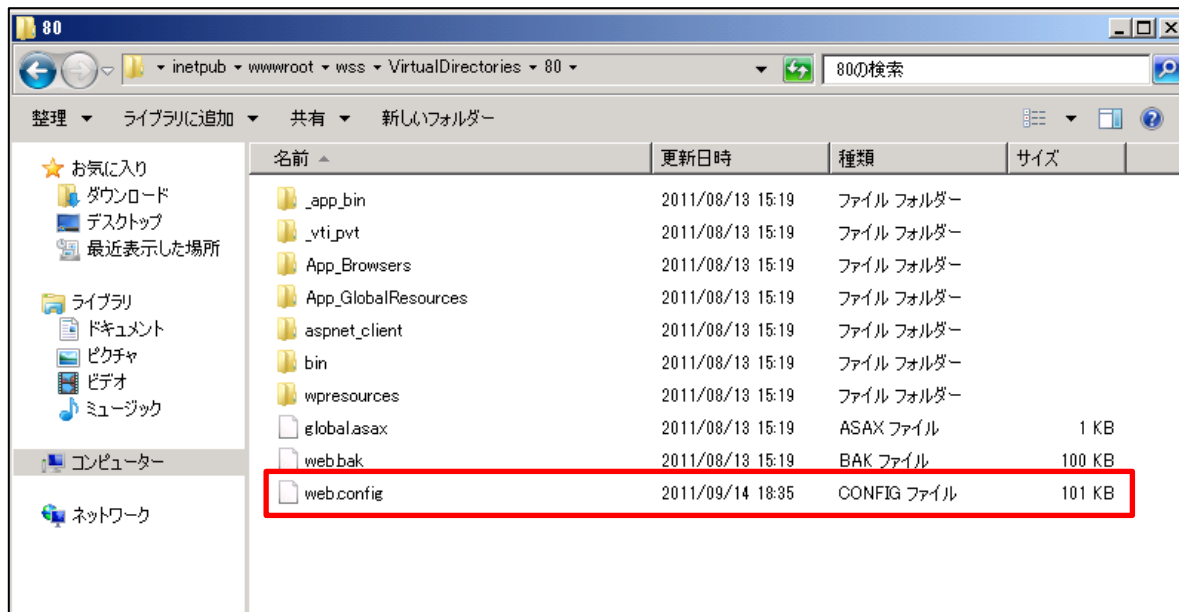 80
inetpub wwwroot wss VirtualDirectories 80
80の検索
整理 ライブラリに追加 共有 新しいフォルダー
お気に入り
ダウンロード
デスクトップ
最近表示した場所
ライブラリ
ドキュメント
ピクチャ
ビデオ
ミュージック
コンピューター
ネットワーク
名前 更新日時 種類 サイズ
_app_bin 2011/08/13 15:19 ファイル フォルダー
_vti_pvt 2011/08/13 15:19 ファイル フォルダー
App_Browsers 2011/08/13 15:19 ファイル フォルダー
App_GlobalResources 2011/08/13 15:19 ファイル フォルダー
aspnet_client 2011/08/13 15:19 ファイル フォルダー
bin 2011/08/13 15:19 ファイル フォルダー
wpresources 2011/08/13 15:19 ファイル フォルダー
global.asax 2011/08/13 15:19 ASAX ファイル 1 KB
web.bak 2011/08/13 15:19 BAK ファイル 100 KB
web.config 2011/09/14 18:35 CONFIG ファイル 101 KB